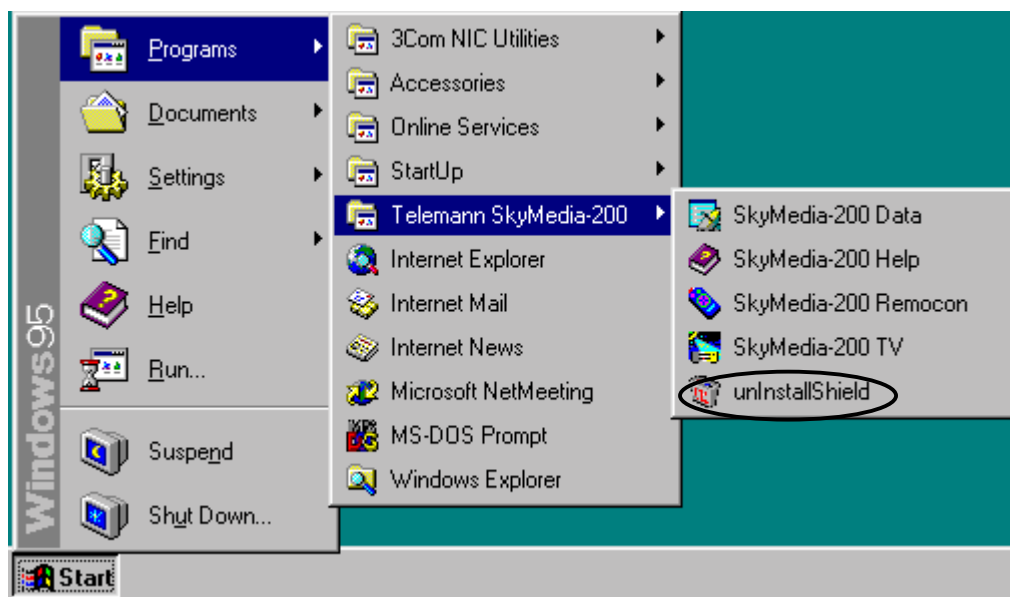 Programs
Documents
Settings
Find
Help
Run...
Suspend
Shut Down...
Windows95
Start
3Com NIC Utilities
Accessories
Online Services
StartUp
Telemann SkyMedia-200
Internet Explorer
Internet Mail
Internet News
Microsoft NetMeeting
MS-DOS Prompt
Windows Explorer
SkyMedia-200 Data
SkyMedia-200 Help
SkyMedia-200 Remocon
SkyMedia-200 TV
unInstallShield